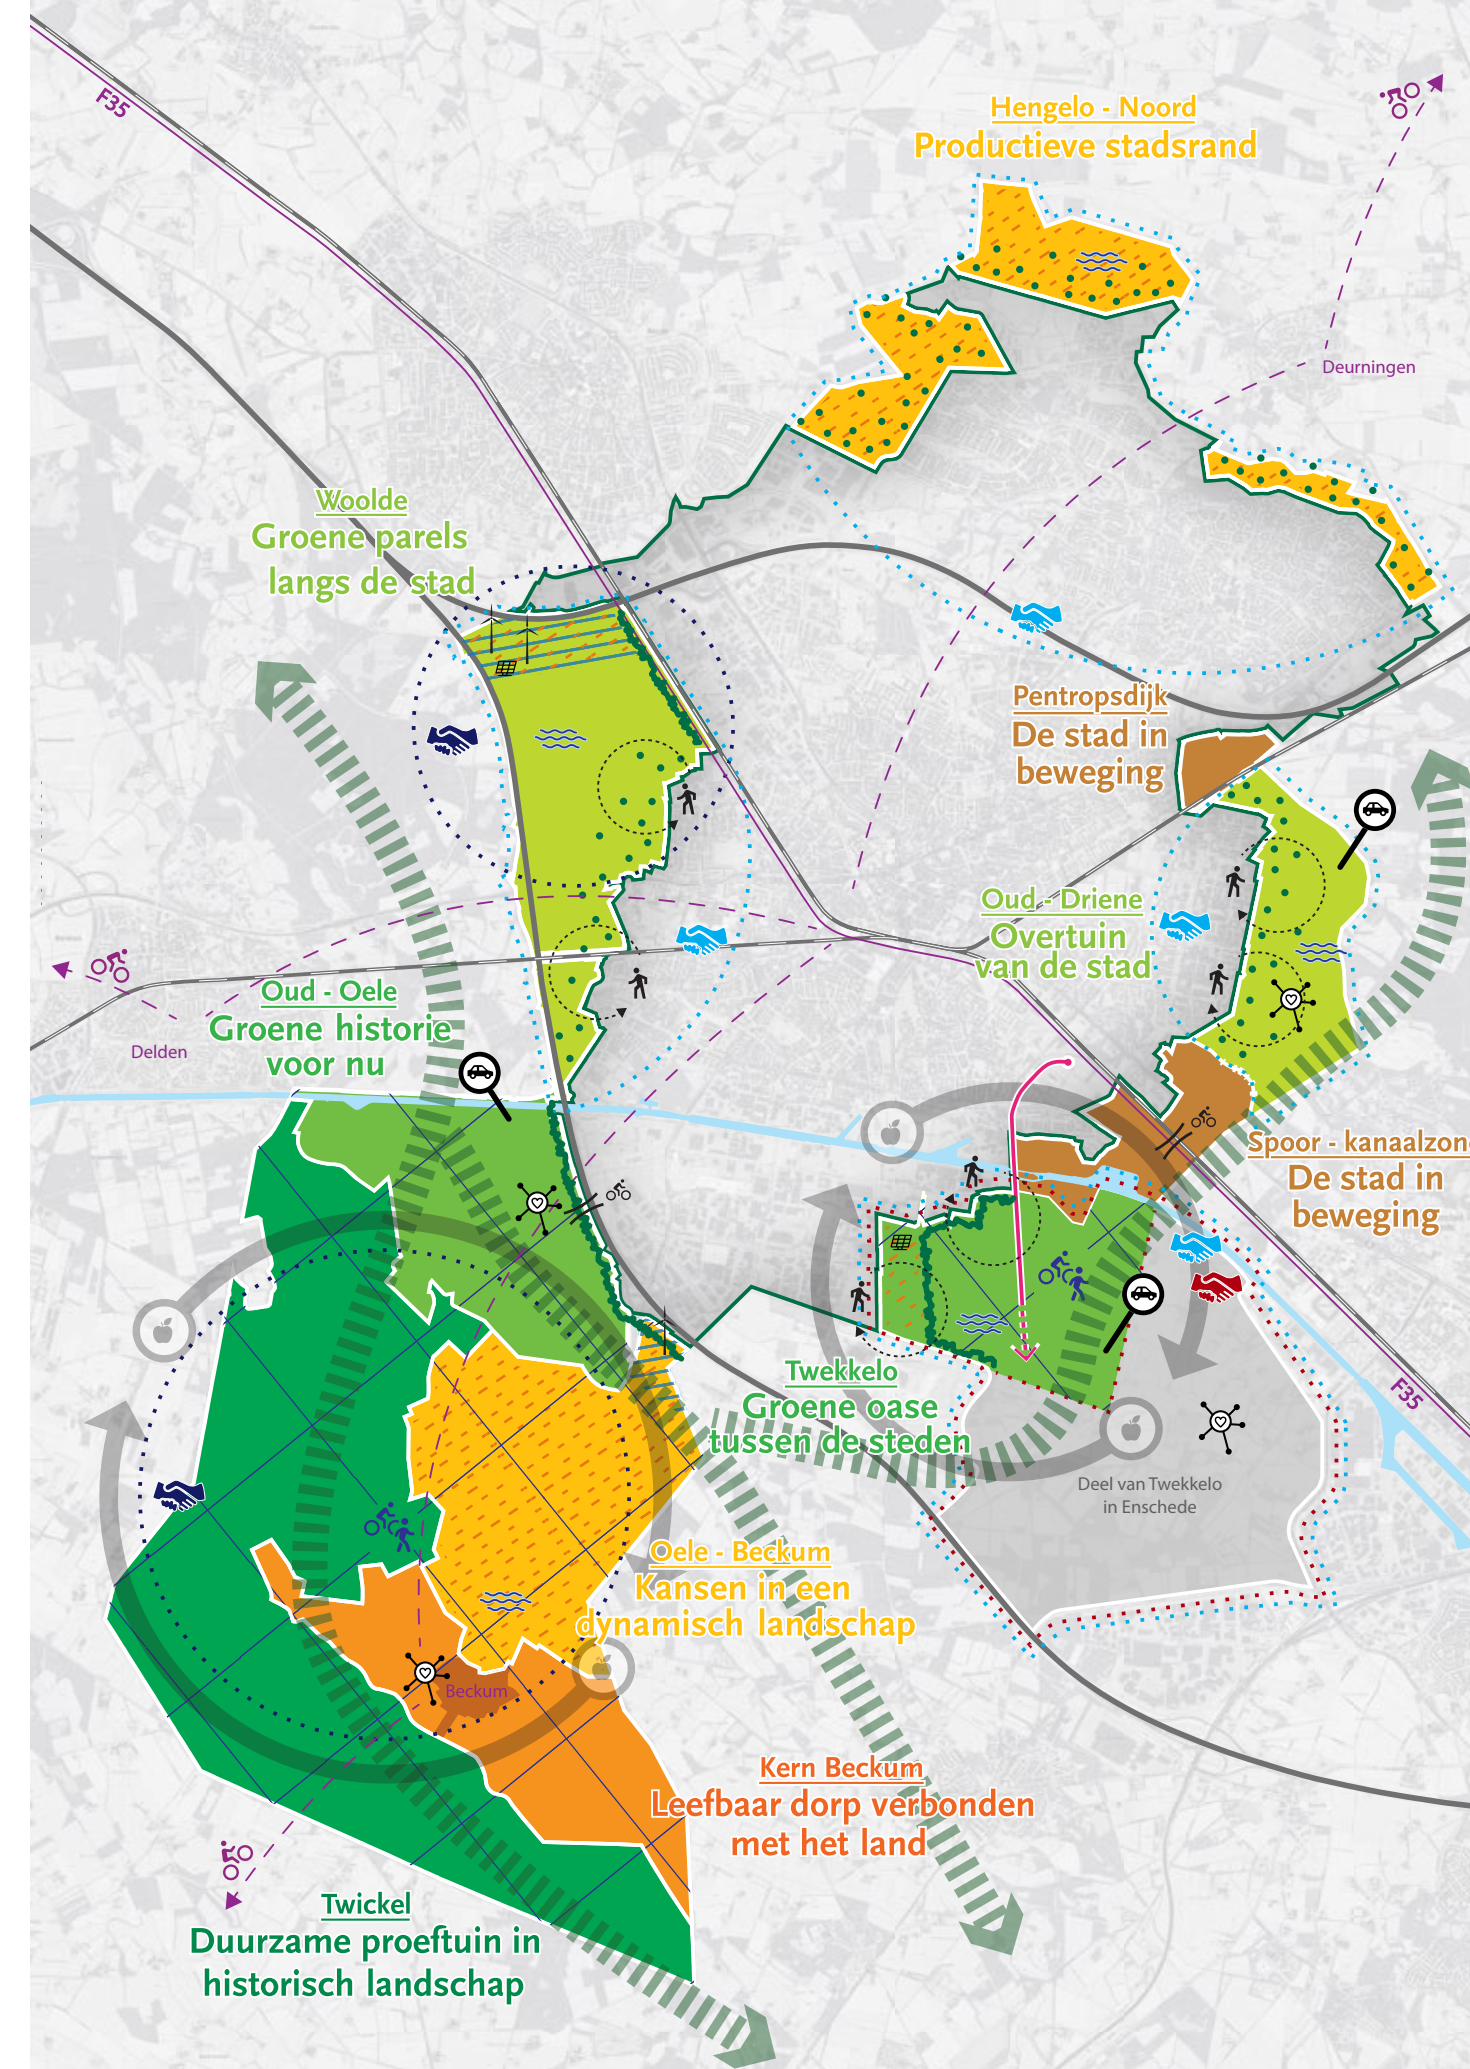 F35
Hengelo - Noord
Productieve stadsrand
Deurningen
Woolde
Groene parels
langs de stad
Pentropsdijk
De stad in
beweging
Oud - Driene
Overtuin
van de stad
Oud - Oele
Groene historie
voor nu
Delden
Spoor - kanaalzon
De stad in
beweging
Twekkelo
Groene oase
tussen de steden
F35
Deel van Twekkelo
in Enschede
Oele - Beckum
Kansen in een
dynamisch landschap
Beckum
Kern Beckum
Leefbaar dorp verbonden
met het land
Twickel
Duurzame proeftuin in
historisch landschap